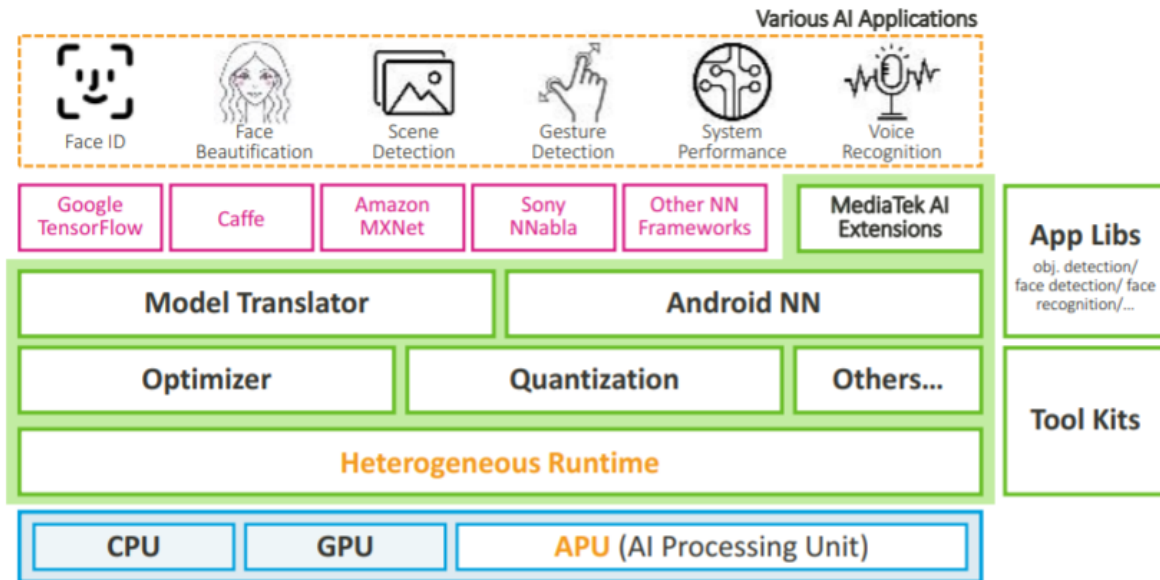 Various AI Applications
Face ID
Face
Beautification
Scene
Detection
Gesture
Detection
System
Performance
Voice
Recognition
Google
TensorFlow
Caffe
Amazon
MXNet
Sony
NNabla
Other NN
Frameworks
MediaTek AI
Extensions
App Libs
obj. detection/
face detection/ face
recognition/...
Model Translator
Android NN
Optimizer
Quantization
Others...
Tool Kits
Heterogeneous Runtime
CPU
GPU
APU (AI Processing Unit)